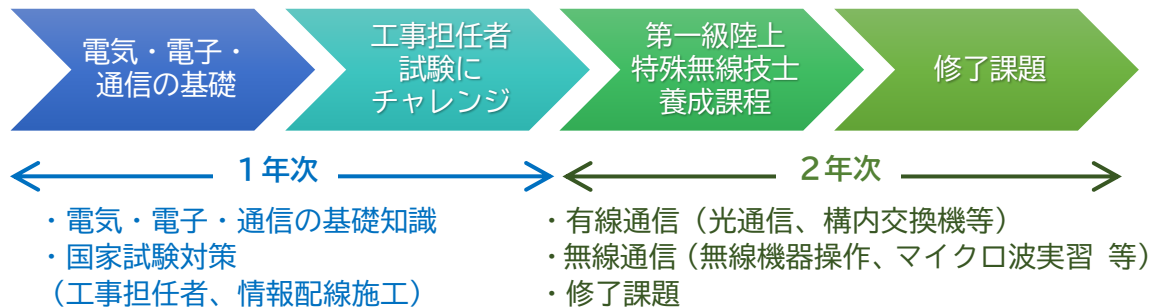 電気・電子・
通信の基礎
工事担任者
試験に
チャレンジ
第一級陸上
特殊無線技士
養成課程
修了課題
1年次
2年次
・電気・電子・通信の基礎知識
・国家試験対策
(工事担任者、情報配線施工)
・有線通信(光通信、構内交換機等)
・無線通信(無線機器操作、マイクロ波実習 等)
・修了課題